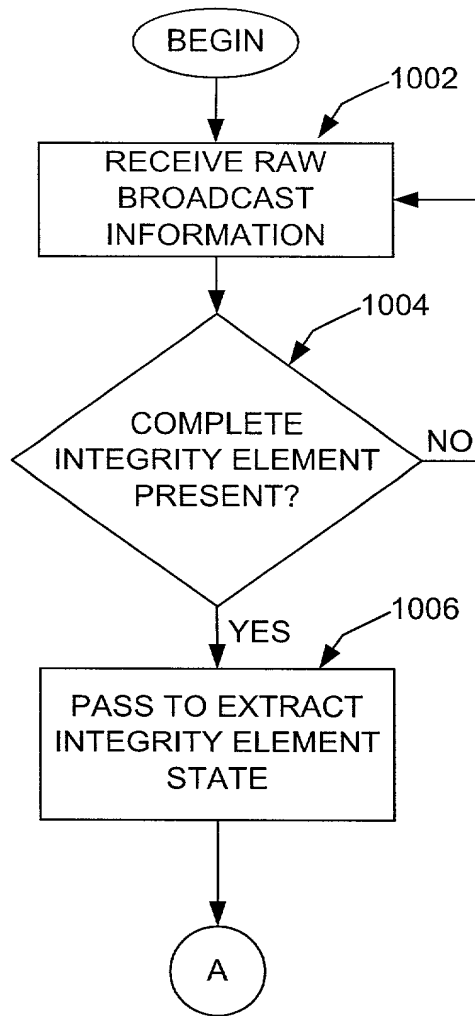 BEGIN
1002
RECEIVE RAW
BROADCAST
INFORMATION
1004
COMPLETE
INTEGRITY ELEMENT
PRESENT?
NO
YES
1006
PASS TO EXTRACT
INTEGRITY ELEMENT
STATE
A